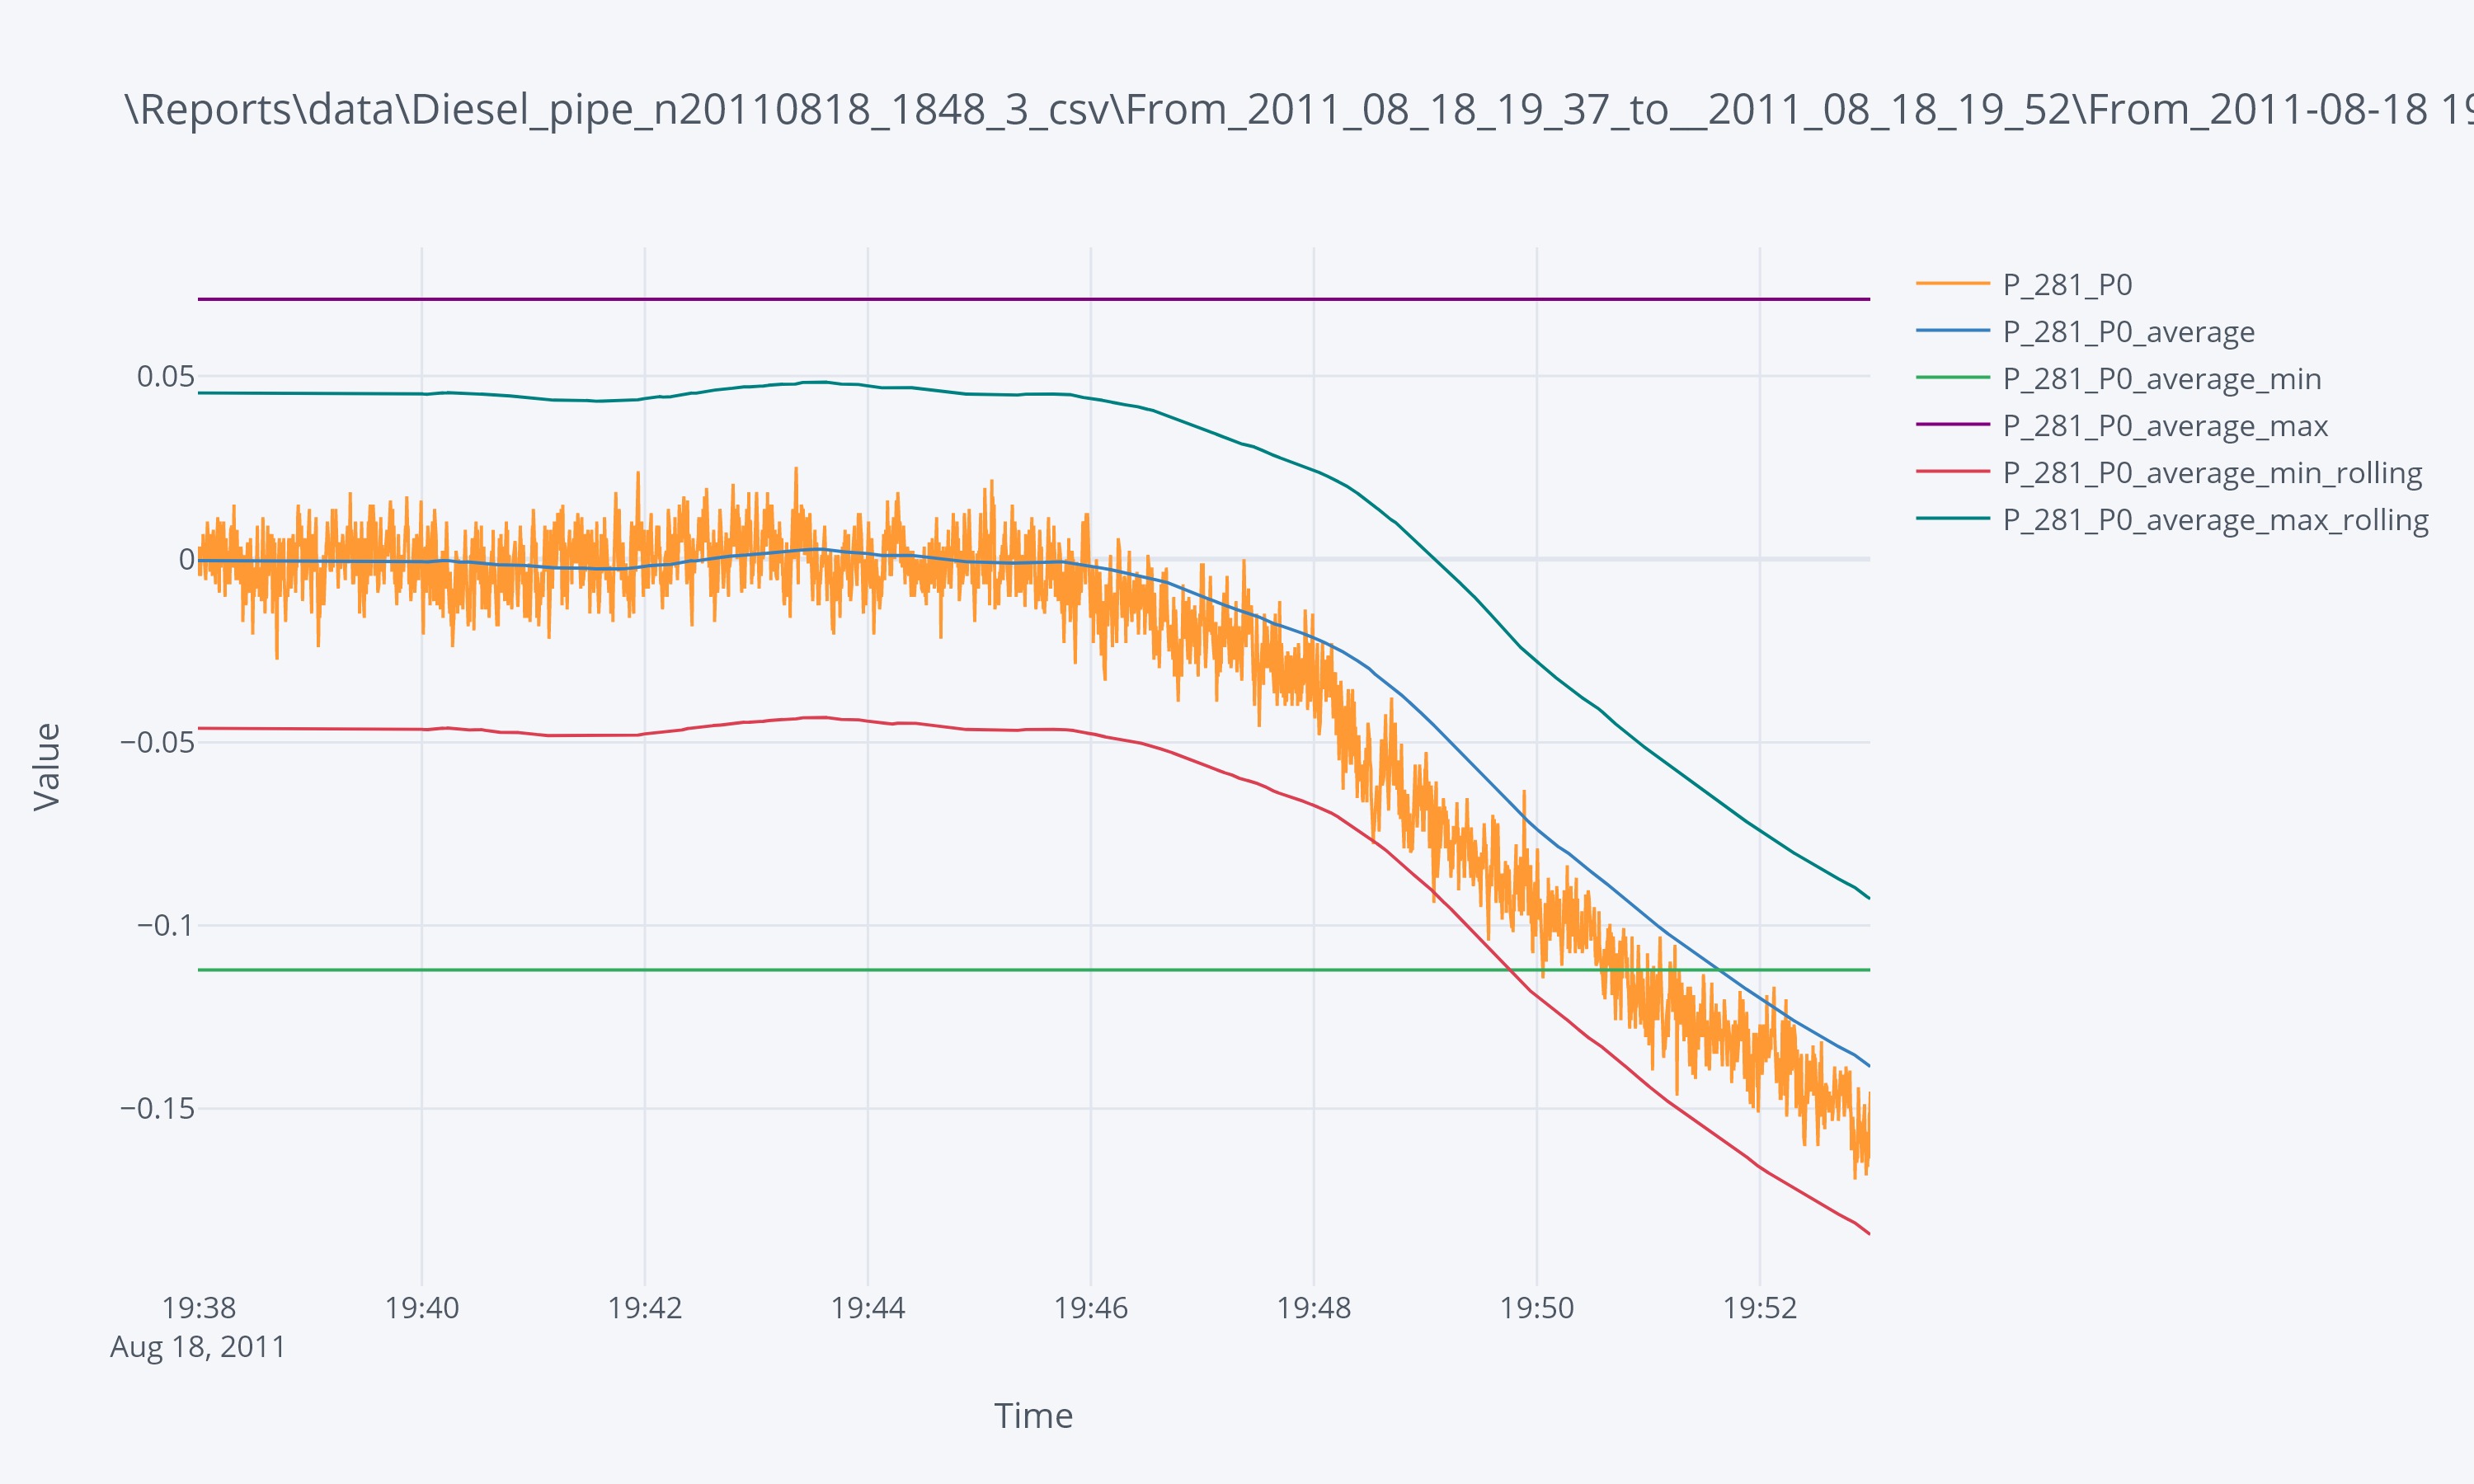 \Reports\data\Diesel_pipe_n20110818_1848_3_csv\From_2011_08_18_19_37_to__2011_08_18_19_52\From_2011-08-18 19
P_281_P0
P_281_P0_average
P_281_P0_average_min
P_281_P0_average_max
P_281_P0_average_min_rolling
P_281_P0_average_max_rolling
0.05
0
−0.05
−0.1
−0.15
Value
19:38 19:40 19:42 19:44 19:46 19:48 19:50 19:52
Aug 18, 2011
Time